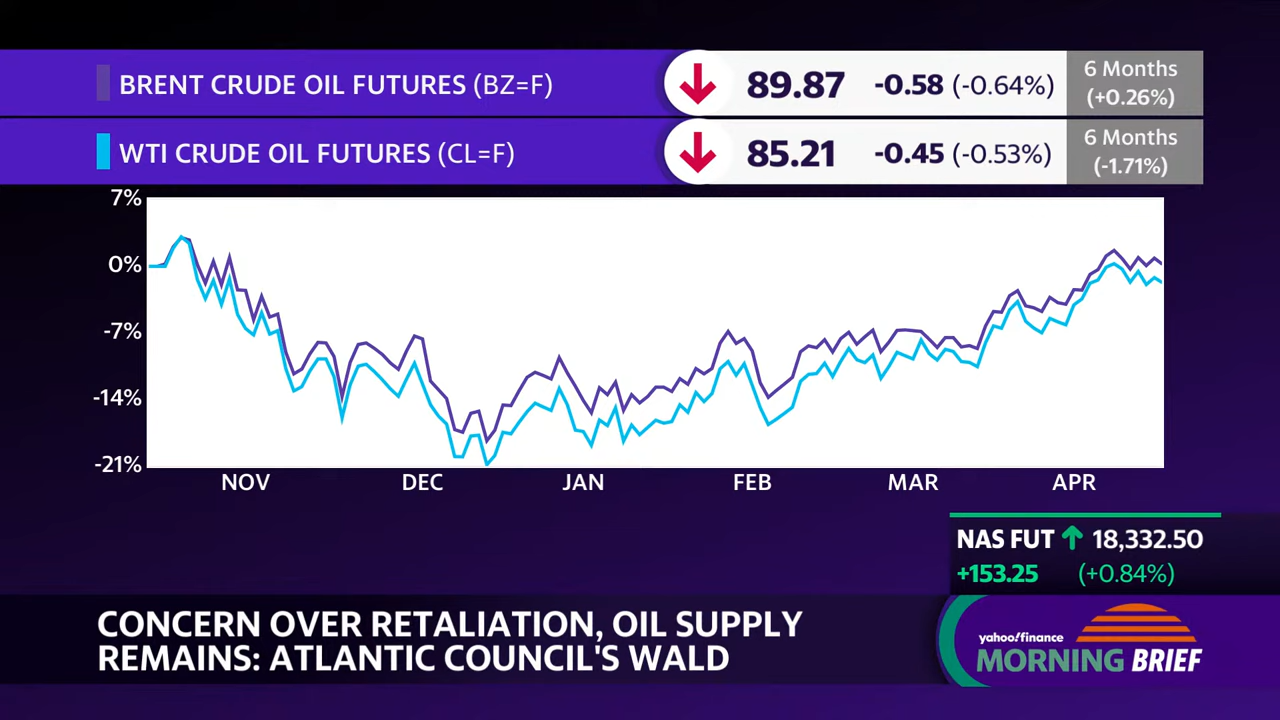 BRENT CRUDE OIL FUTURES (BZ=F) 89.87 -0.58 (-0.64%) 6 Months (+0.26%)
WTI CRUDE OIL FUTURES (CL=F) 85.21 -0.45 (-0.53%) 6 Months (-1.71%)
7%
0%
-7%
-14%
-21%
NOV DEC JAN FEB MAR APR
NAS FUT 18,332.50
+153.25 (+0.84%)
CONCERN OVER RETALIATION, OIL SUPPLY
REMAINS: ATLANTIC COUNCIL'S WALD
yahoo!finance
MORNING BRIEF